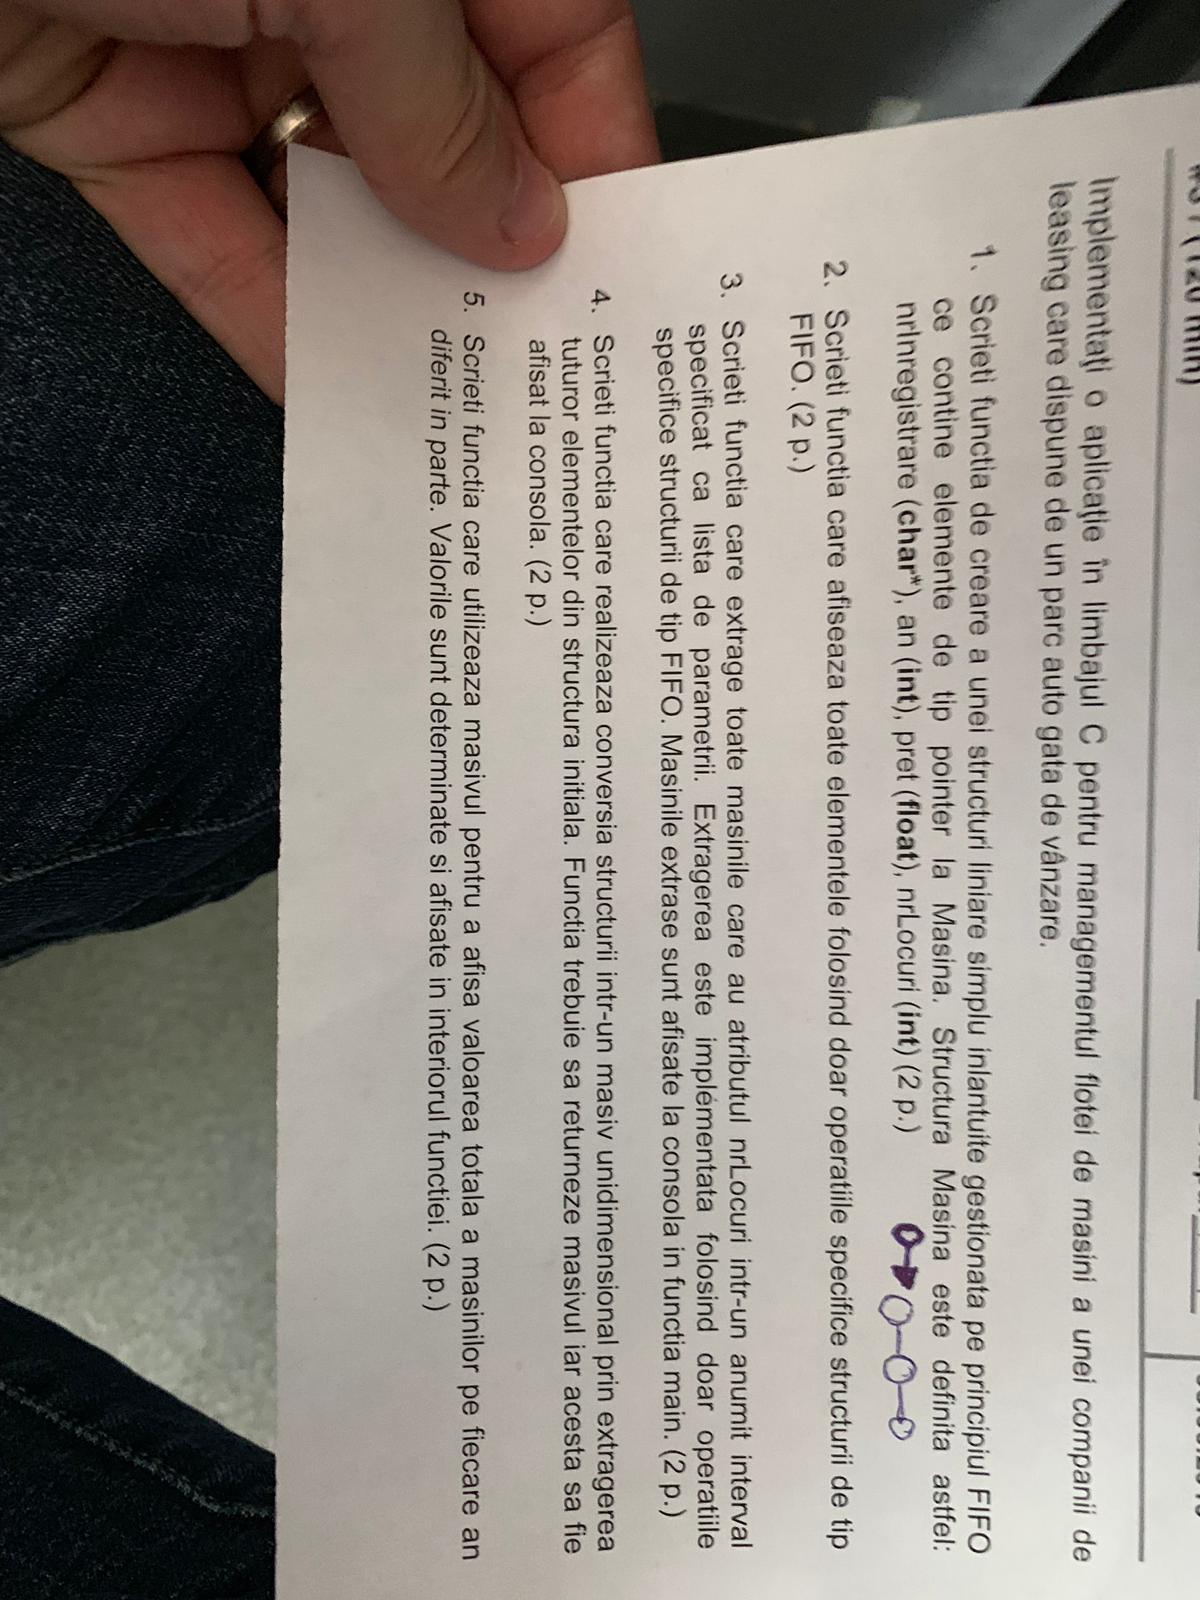 (120 min)
Implementaţi o aplicaţie în limbajul C pentru managementul flotei de masini a unei companii de
leasing care dispune de un parc auto gata de vânzare.
1. Scrieti functia de creare a unei structuri liniare simplu inlantuite gestionata pe principiul FIFO
ce contine elemente de tip pointer la Masina. Structura Masina este definita astfel:
nrInregistrare (char*), an (int), pret (float), nrLocuri (int) (2 p.)
2. Scrieti functia care afiseaza toate elementele folosind doar operatiile specifice structurii de tip
FIFO. (2 p.)
3. Scrieti functia care extrage toate masinile care au atributul nrLocuri intr-un anumit interval
specificat ca lista de parametrii. Extragerea este implementata folosind doar operatiile
specifice structurii de tip FIFO. Masinile extrase sunt afisate la consola in functia main. (2 p.)
4. Scrieti functia care realizeaza conversia structurii intr-un masiv unidimensional prin extragerea
tuturor elementelor din structura initiala. Functia trebuie sa returneze masivul iar acesta sa fie
afisat la consola. (2 p.)
5. Scrieti functia care utilizeaza masivul pentru a afisa valoarea totala a masinilor pe fiecare an
diferit in parte. Valorile sunt determinate si afisate in interiorul functiei. (2 p.)